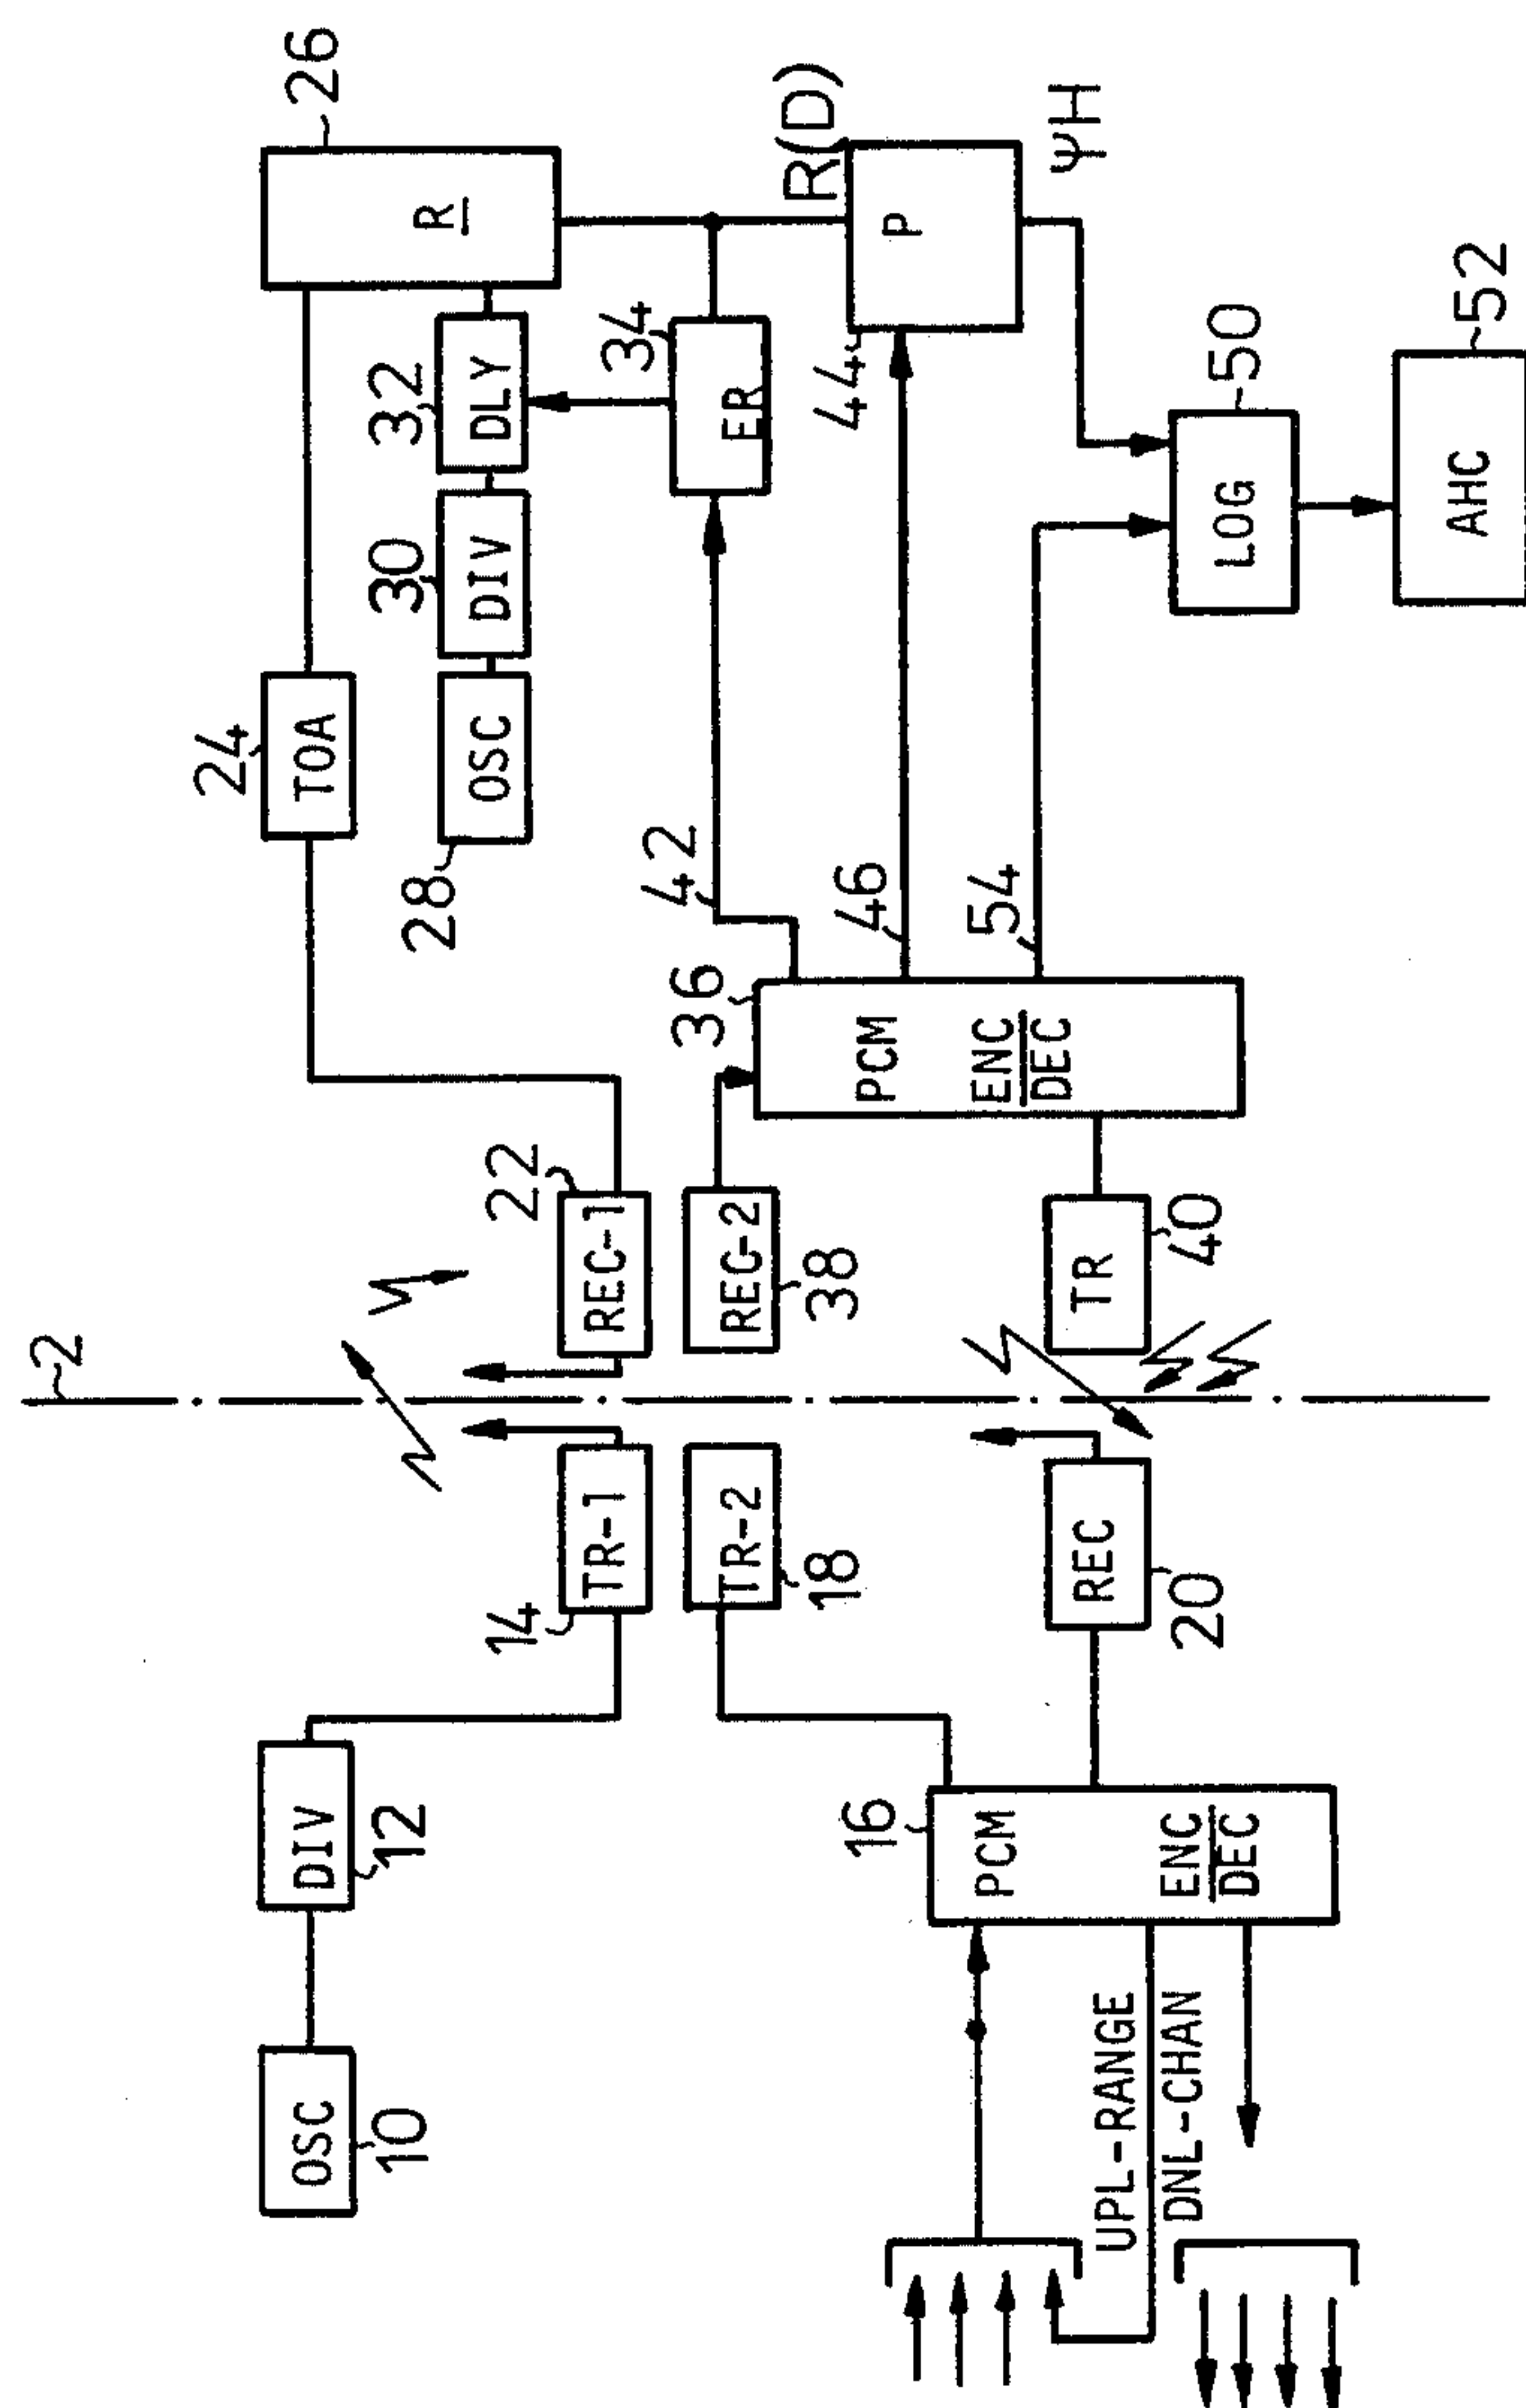 2
OSC
10
DIV
12
14
TR-1
TR-2
18
REC
20
16
PCM
ENC
DEC
UPL-RANGE
DNL-CHAN
22
REC-1
REC-2
38
TR
40
36
PCM
ENC
DEC
42
46
54
24
TOA
28
OSC
30
DIV
32
DLY
34
ER
26
R
R(D)
44
P
ΨH
50
LOG
52
AHC